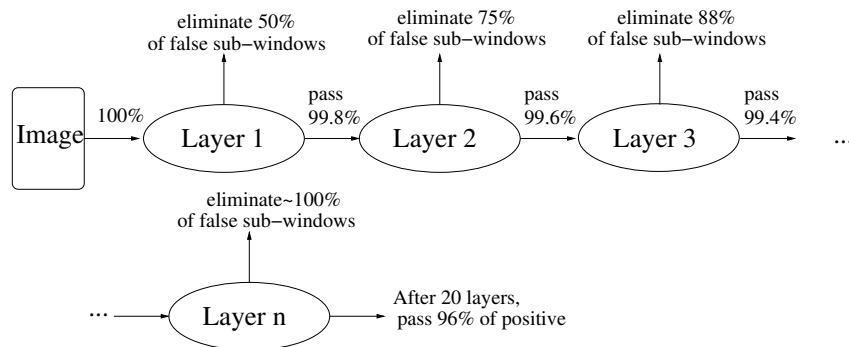 eliminate 50%
of false sub−windows
eliminate 75%
of false sub−windows
eliminate 88%
of false sub−windows
Image
100%
Layer 1
pass
99.8%
Layer 2
pass
99.6%
Layer 3
pass
99.4%
...
eliminate~100%
of false sub−windows
...
Layer n
After 20 layers,
pass 96% of positive